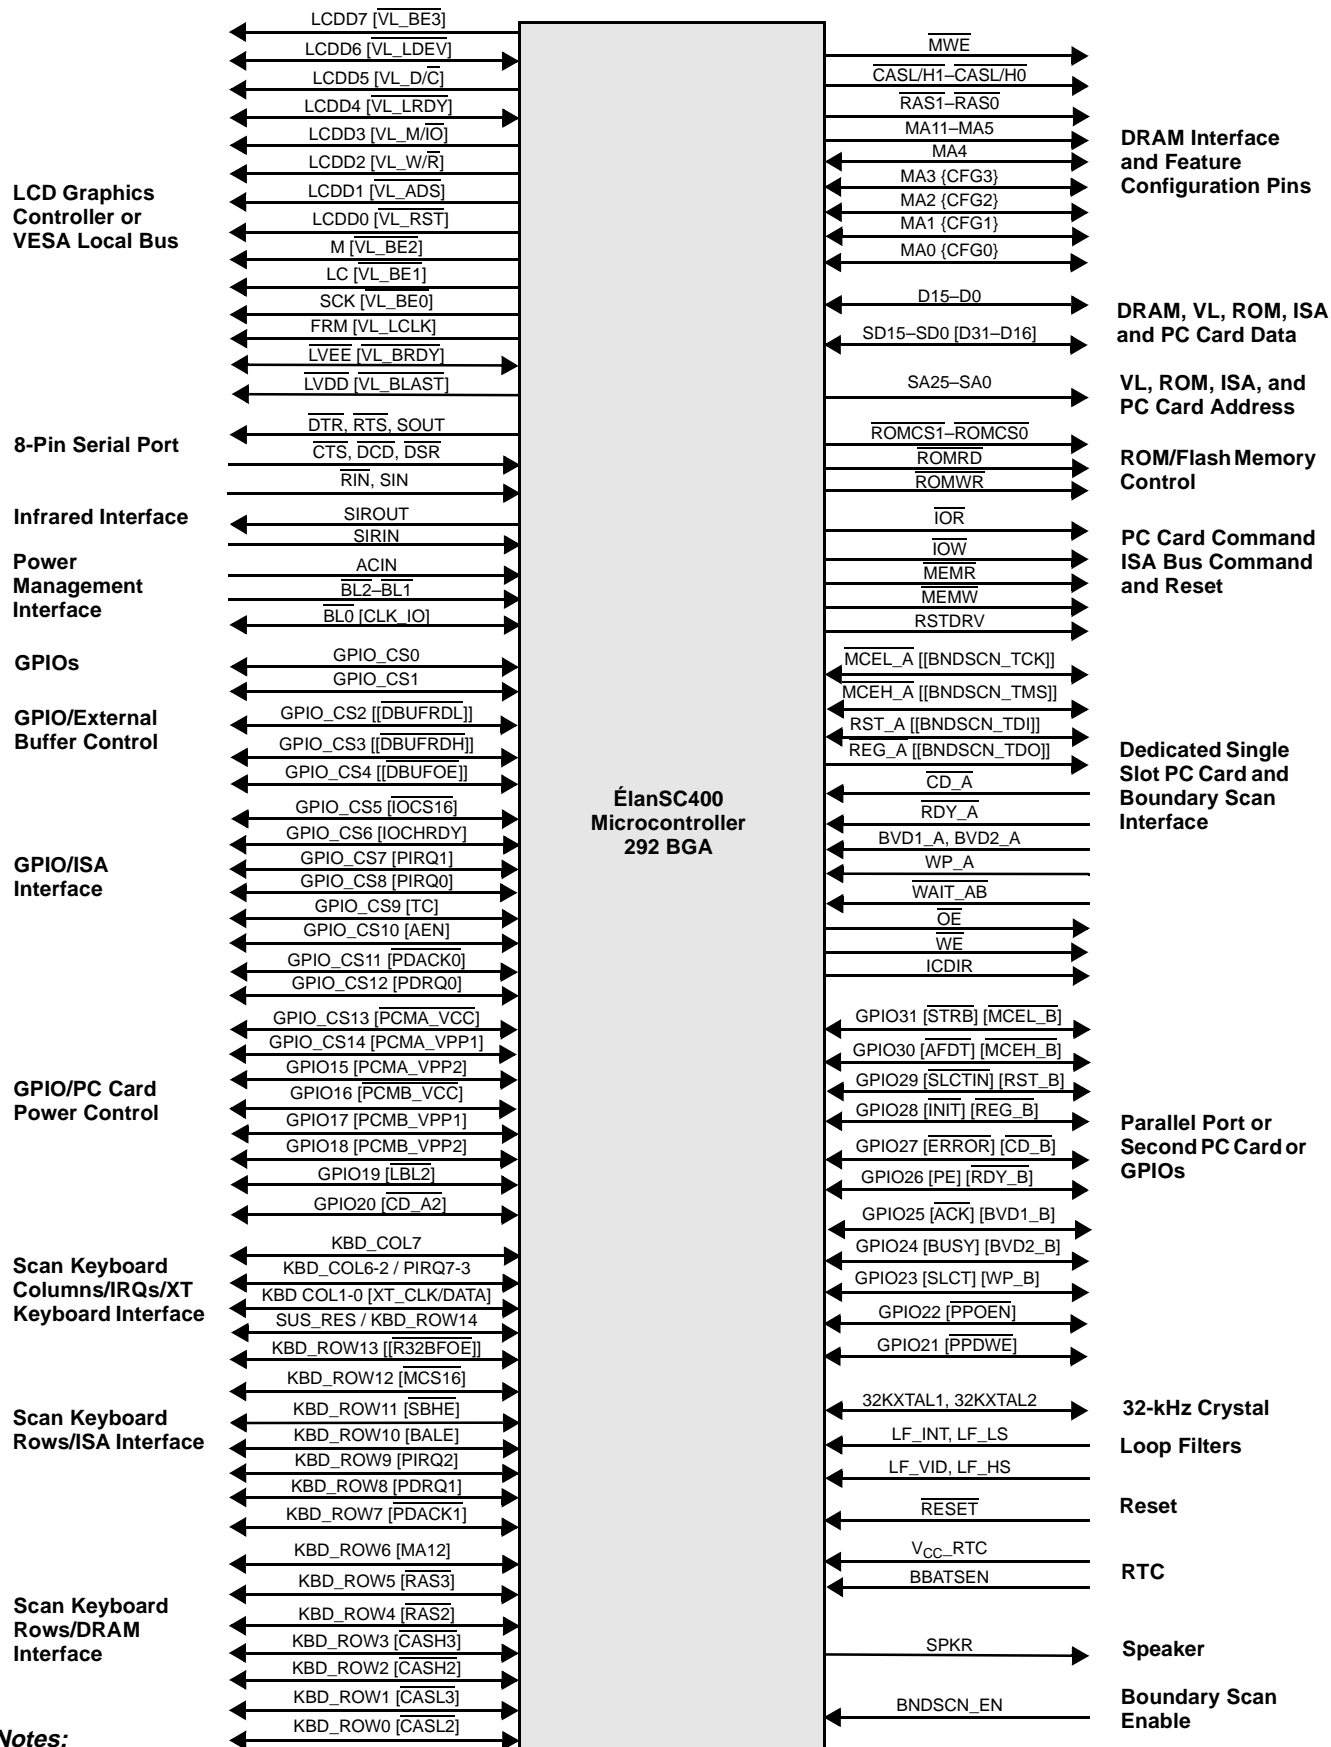 LCDD7 [VL_BE3]
LCDD6 [VL_LDEV]
LCDD5 [VL_D/C]
LCDD4 [VL_LRDY]
LCDD3 [VL_M/IO]
LCDD2 [VL_W/R]
LCDD1 [VL_ADS]
LCDD0 [VL_RST]
M [VL_BE2]
LC [VL_BE1]
SCK [VL_BE0]
FRM [VL_LCLK]
LVEE [VL_BRDY]
LVDD [VL_BLAST]
LCD Graphics
Controller or
VESA Local Bus
DTR, RTS, SOUT
CTS, DCD, DSR
RIN, SIN
8-Pin Serial Port
SIROUT
SIRIN
Infrared Interface
ACIN
BL2–BL1
BL0 [CLK_IO]
Power
Management
Interface
GPIO_CS0
GPIO_CS1
GPIOs
GPIO_CS2 [[DBUFRDL]]
GPIO_CS3 [[DBUFRDH]]
GPIO_CS4 [[DBUFOE]]
GPIO/External
Buffer Control
GPIO_CS5 [IOCS16]
GPIO_CS6 [IOCHRDY]
GPIO_CS7 [PIRQ1]
GPIO_CS8 [PIRQ0]
GPIO_CS9 [TC]
GPIO_CS10 [AEN]
GPIO_CS11 [PDACK0]
GPIO_CS12 [PDRQ0]
GPIO/ISA
Interface
GPIO_CS13 [PCMA_VCC]
GPIO_CS14 [PCMA_VPP1]
GPIO15 [PCMA_VPP2]
GPIO16 [PCMB_VCC]
GPIO17 [PCMB_VPP1]
GPIO18 [PCMB_VPP2]
GPIO19 [LBL2]
GPIO20 [CD_A2]
GPIO/PC Card
Power Control
KBD_COL7
KBD_COL6-2 / PIRQ7-3
KBD COL1-0 [XT_CLK/DATA]
SUS_RES / KBD_ROW14
KBD_ROW13 [[R32BFOE]]
Scan Keyboard
Columns/IRQs/XT
Keyboard Interface
KBD_ROW12 [MCS16]
KBD_ROW11 [SBHE]
KBD_ROW10 [BALE]
KBD_ROW9 [PIRQ2]
KBD_ROW8 [PDRQ1]
KBD_ROW7 [PDACK1]
Scan Keyboard
Rows/ISA Interface
KBD_ROW6 [MA12]
KBD_ROW5 [RAS3]
KBD_ROW4 [RAS2]
KBD_ROW3 [CASH3]
KBD_ROW2 [CASH2]
KBD_ROW1 [CASL3]
KBD_ROW0 [CASL2]
Scan Keyboard
Rows/DRAM
Interface
Notes:
ÉlanSC400
Microcontroller
292 BGA
MWE
CASL/H1–CASL/H0
RAS1–RAS0
MA11–MA5
MA4
MA3 {CFG3}
MA2 {CFG2}
MA1 {CFG1}
MA0 {CFG0}
DRAM Interface
and Feature
Configuration Pins
D15–D0
SD15–SD0 [D31–D16]
DRAM, VL, ROM, ISA
and PC Card Data
SA25–SA0
VL, ROM, ISA, and
PC Card Address
ROMCS1–ROMCS0
ROMRD
ROMWR
ROM/Flash Memory
Control
IOR
IOW
MEMR
MEMW
RSTDRV
PC Card Command
ISA Bus Command
and Reset
MCEL_A [[BNDSCN_TCK]]
MCEH_A [[BNDSCN_TMS]]
RST_A [[BNDSCN_TDI]]
REG_A [[BNDSCN_TDO]]
CD_A
RDY_A
BVD1_A, BVD2_A
WP_A
WAIT_AB
OE
WE
ICDIR
Dedicated Single
Slot PC Card and
Boundary Scan
Interface
GPIO31 [STRB] [MCEL_B]
GPIO30 [AFDT] [MCEH_B]
GPIO29 [SLCTIN] [RST_B]
GPIO28 [INIT] [REG_B]
GPIO27 [ERROR] [CD_B]
GPIO26 [PE] [RDY_B]
GPIO25 [ACK] [BVD1_B]
GPIO24 [BUSY] [BVD2_B]
GPIO23 [SLCT] [WP_B]
GPIO22 [PPOEN]
GPIO21 [PPDWE]
Parallel Port or
Second PC Card or
GPIOs
32KXTAL1, 32KXTAL2
32-kHz Crystal
LF_INT, LF_LS
LF_VID, LF_HS
Loop Filters
RESET
Reset
VCC_RTC
BBATSEN
RTC
SPKR
Speaker
BNDSCN_EN
Boundary Scan
Enable